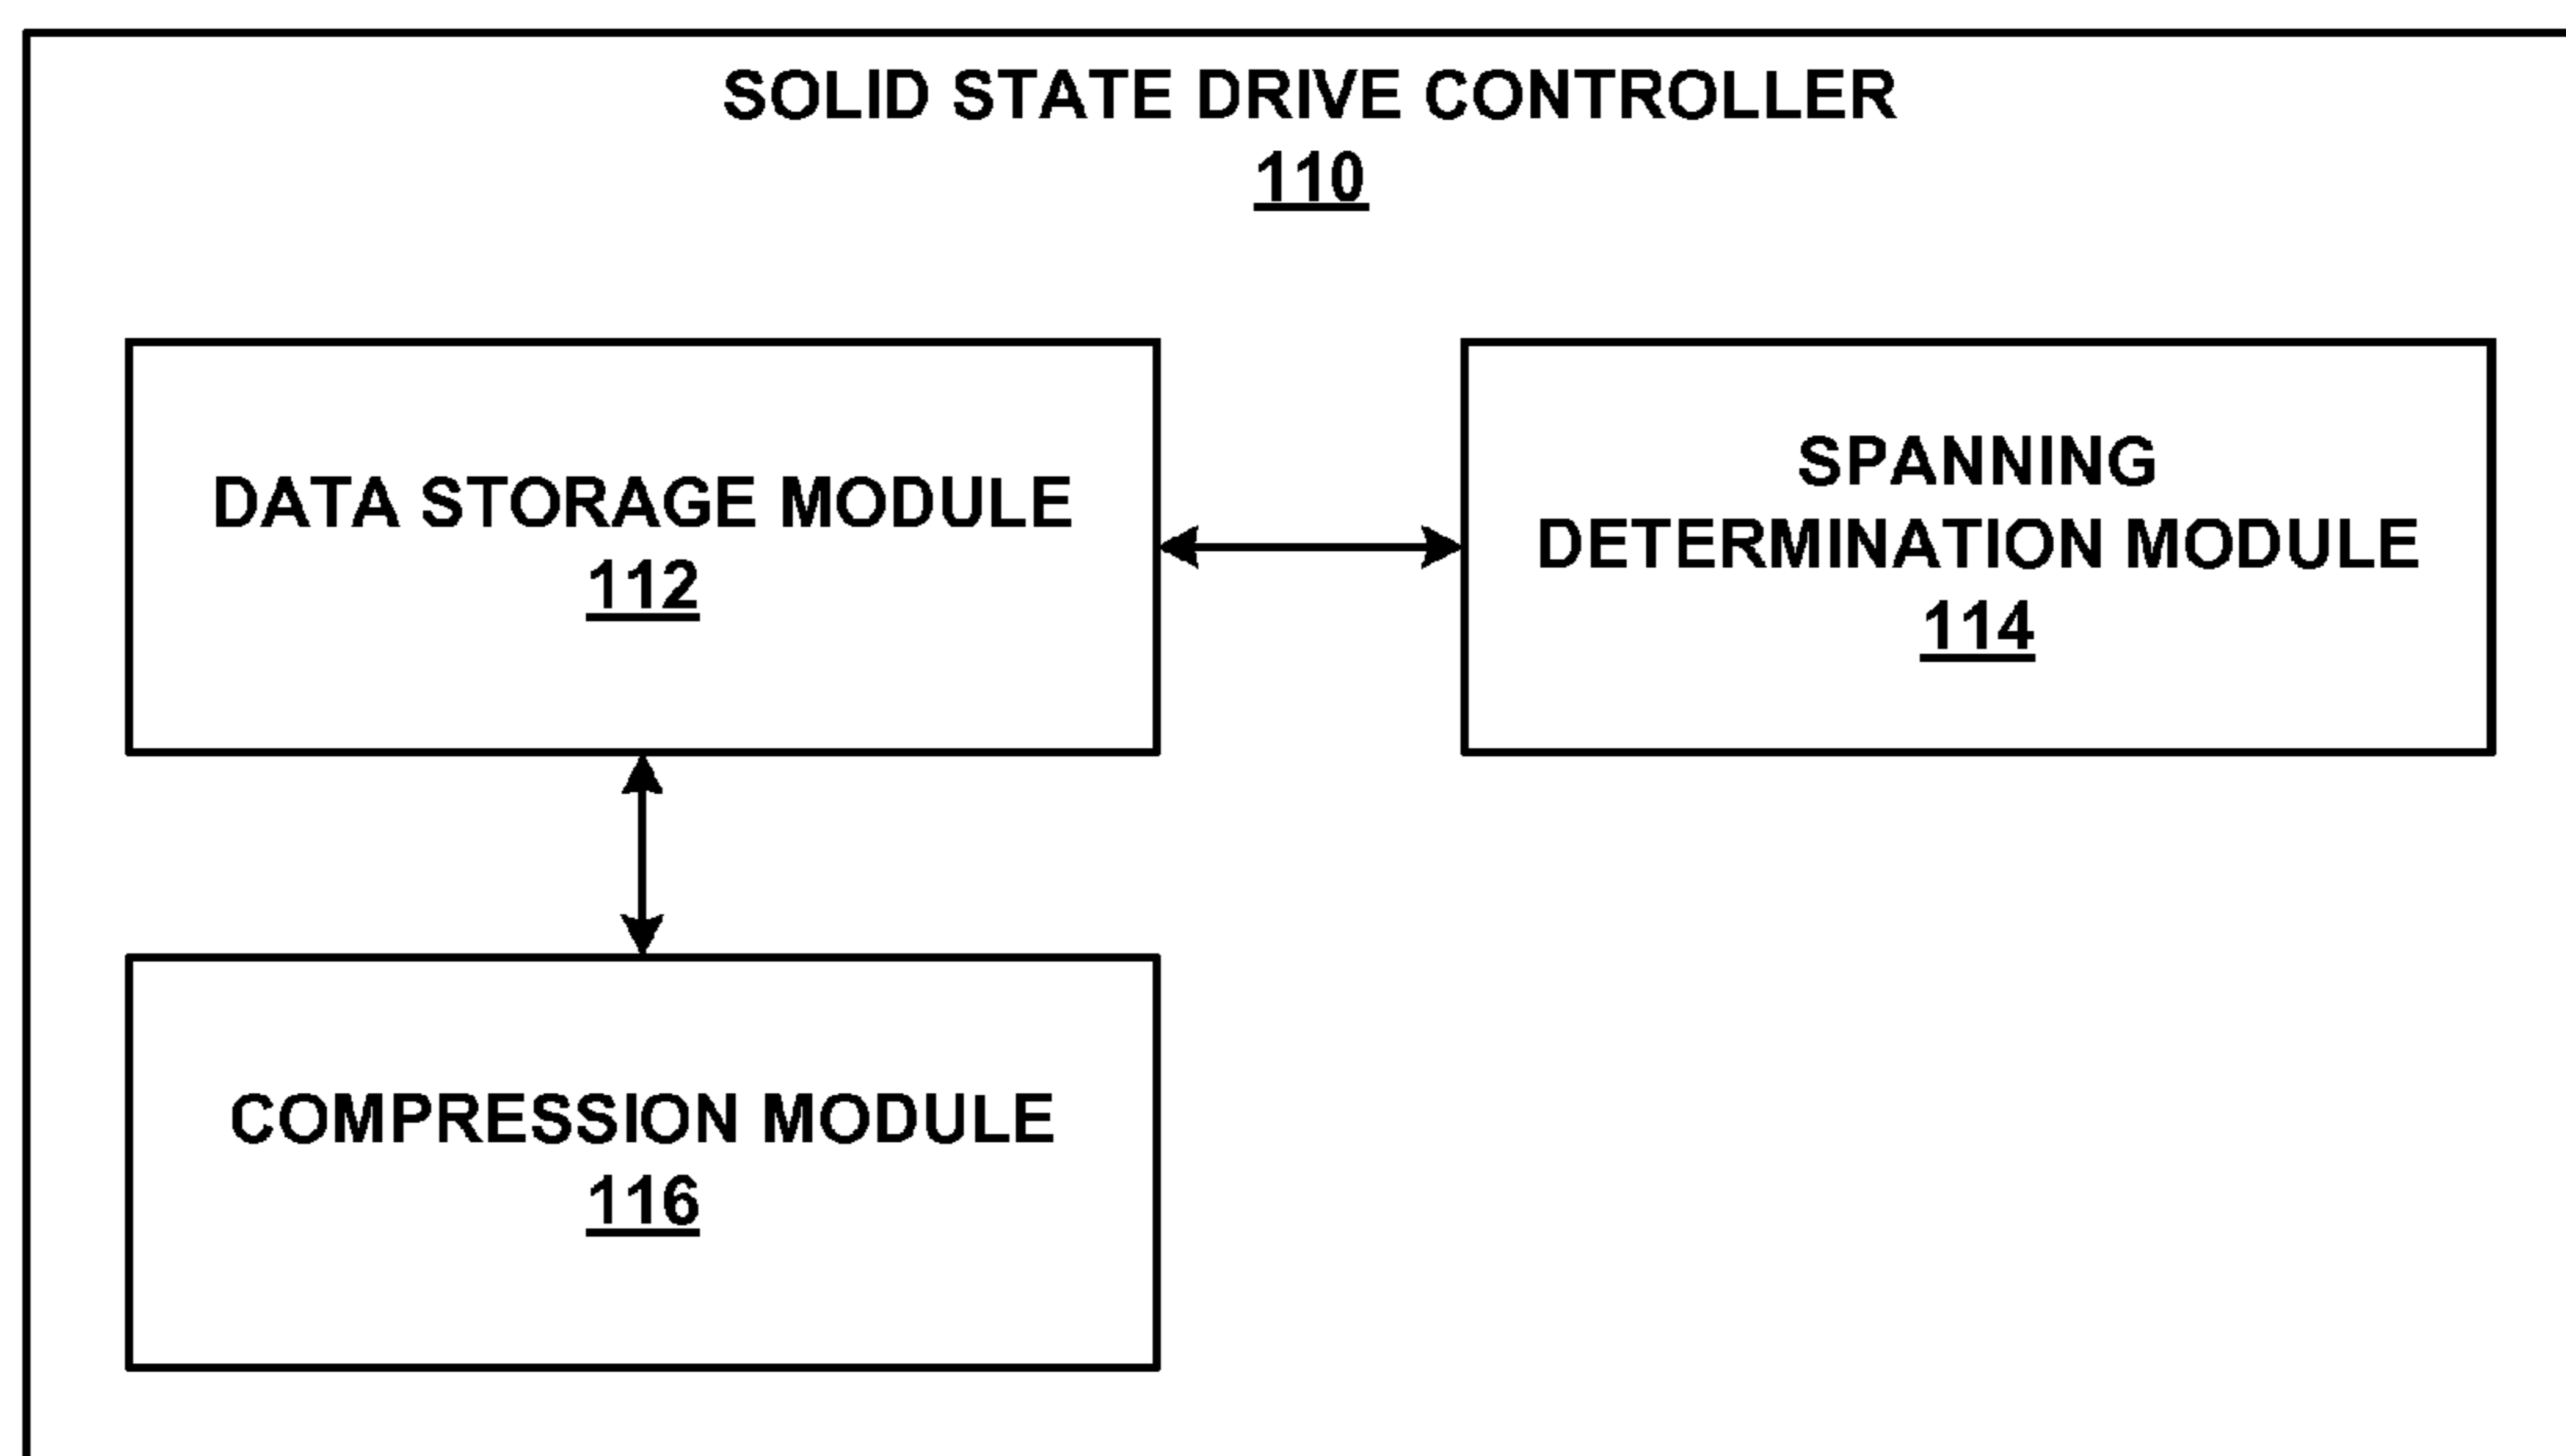 SOLID STATE DRIVE CONTROLLER
110
DATA STORAGE MODULE
112
SPANNING
DETERMINATION MODULE
114
COMPRESSION MODULE
116